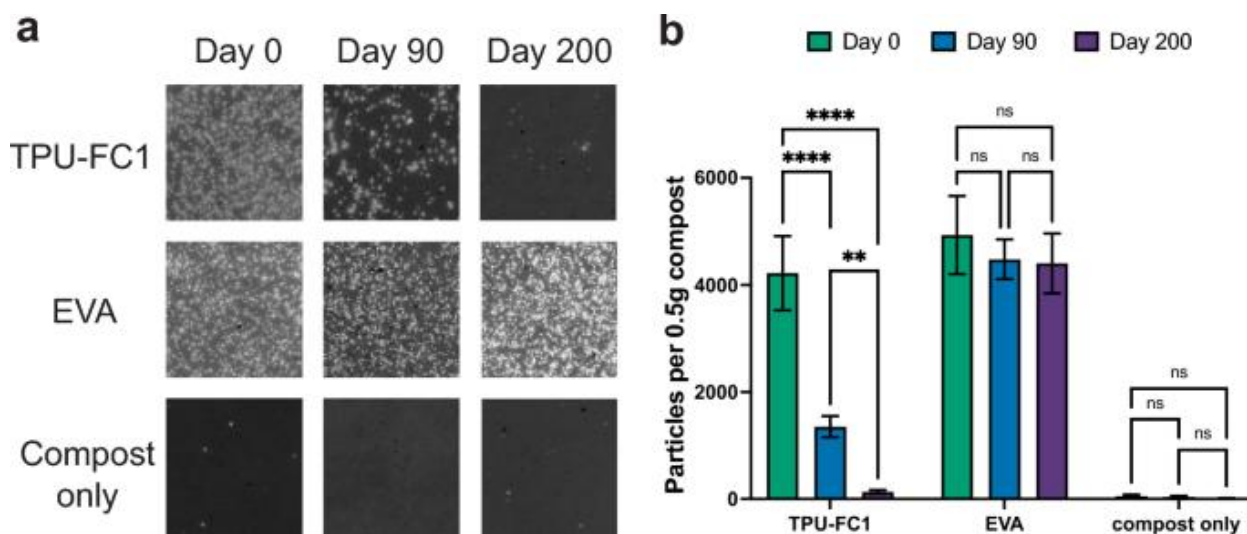 a
Day 0 Day 90 Day 200
TPU-FC1
EVA
Compost
only
b
Day 0 Day 90 Day 200
Particles per 0.5g compost
6000
4000
2000
0
****
****
**
ns
ns ns
ns
ns
ns
TPU-FC1 EVA compost only